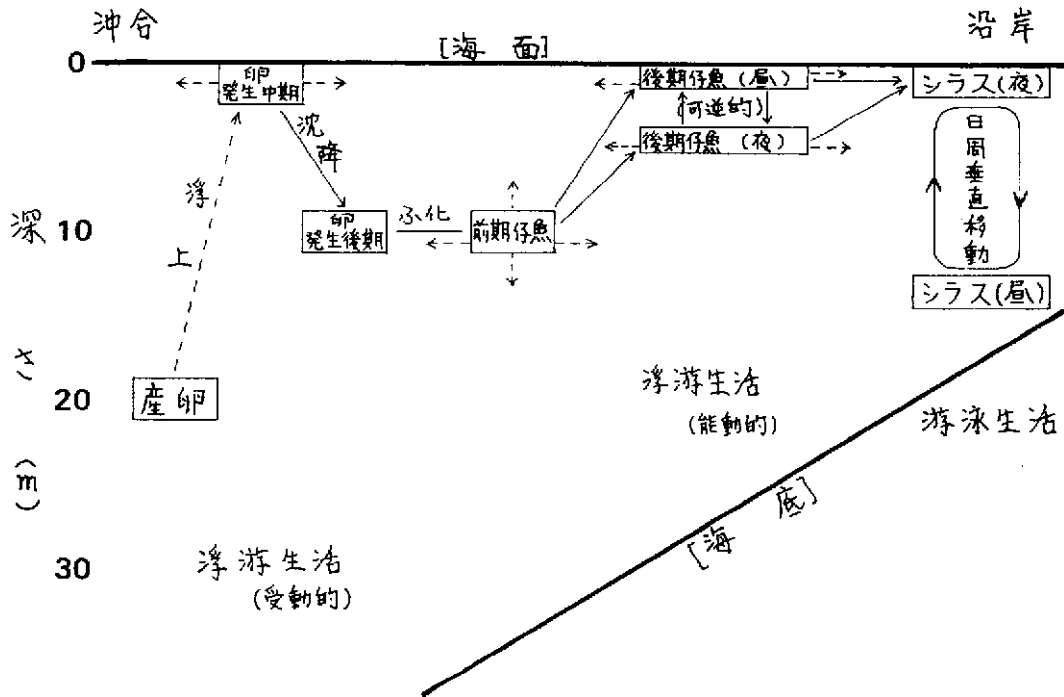 沖合
沿岸
[海面]
0
卵
発生中期
後期仔魚(昼)
シラス(夜)
(可逆的)
後期仔魚(夜)
沈降
浮上
日周垂直移動
深さ(m)
10
卵
発生後期
ふ化
前期仔魚
シラス(昼)
20
産卵
浮游生活
(能動的)
游泳生活
[海底]
30
浮游生活
(受動的)